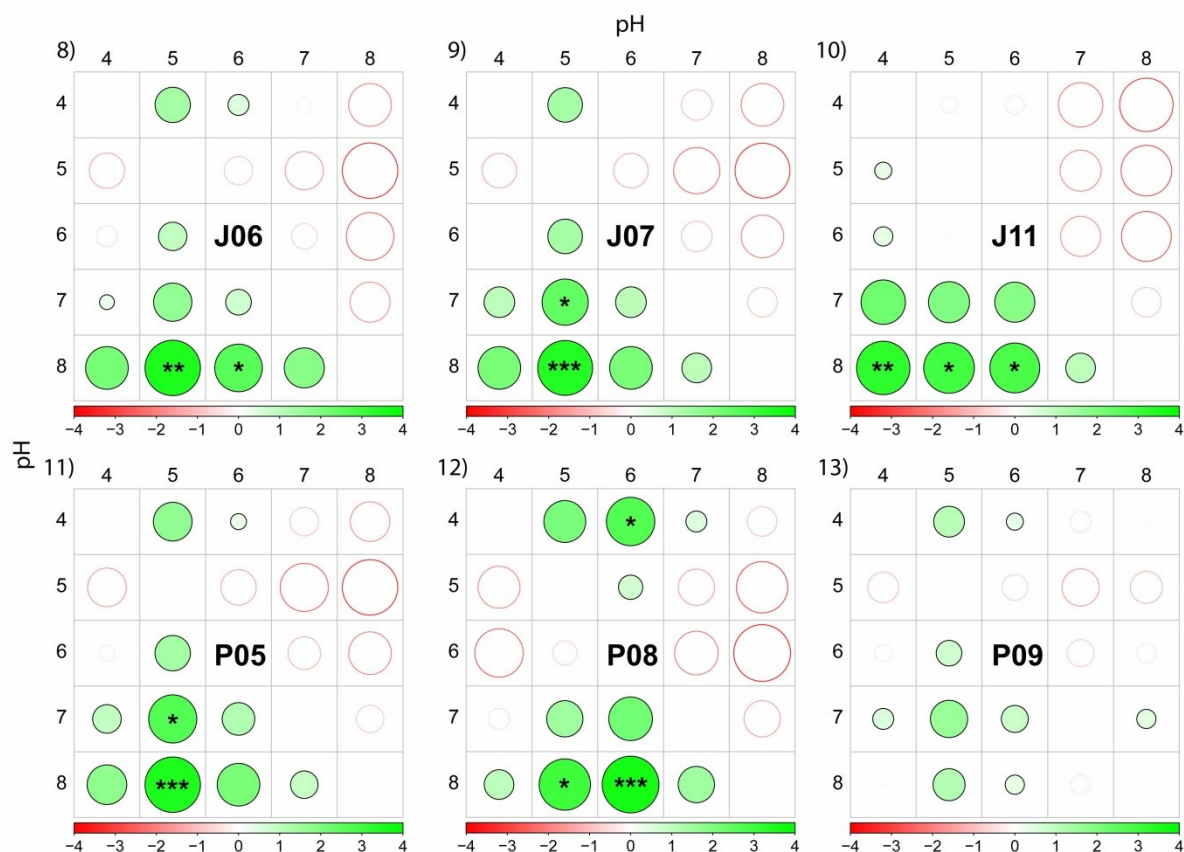 pH
8) 4 5 6 7 8
9) 4 5 6 7 8
10) 4 5 6 7 8
4 4 4
5 5 5
6 J06 6 J07 6 J11
7 * 7 7
8 ** * 8 *** 8 ** * *
−4 −3 −2 −1 0 1 2 3 4
−4 −3 −2 −1 0 1 2 3 4
−4 −3 −2 −1 0 1 2 3 4
pH
11) 4 5 6 7 8
12) 4 5 6 7 8
13) 4 5 6 7 8
4 4 * 4
5 5 5
6 P05 6 P08 6 P09
7 * 7 7
8 *** 8 * *** 8
−4 −3 −2 −1 0 1 2 3 4
−4 −3 −2 −1 0 1 2 3 4
−4 −3 −2 −1 0 1 2 3 4